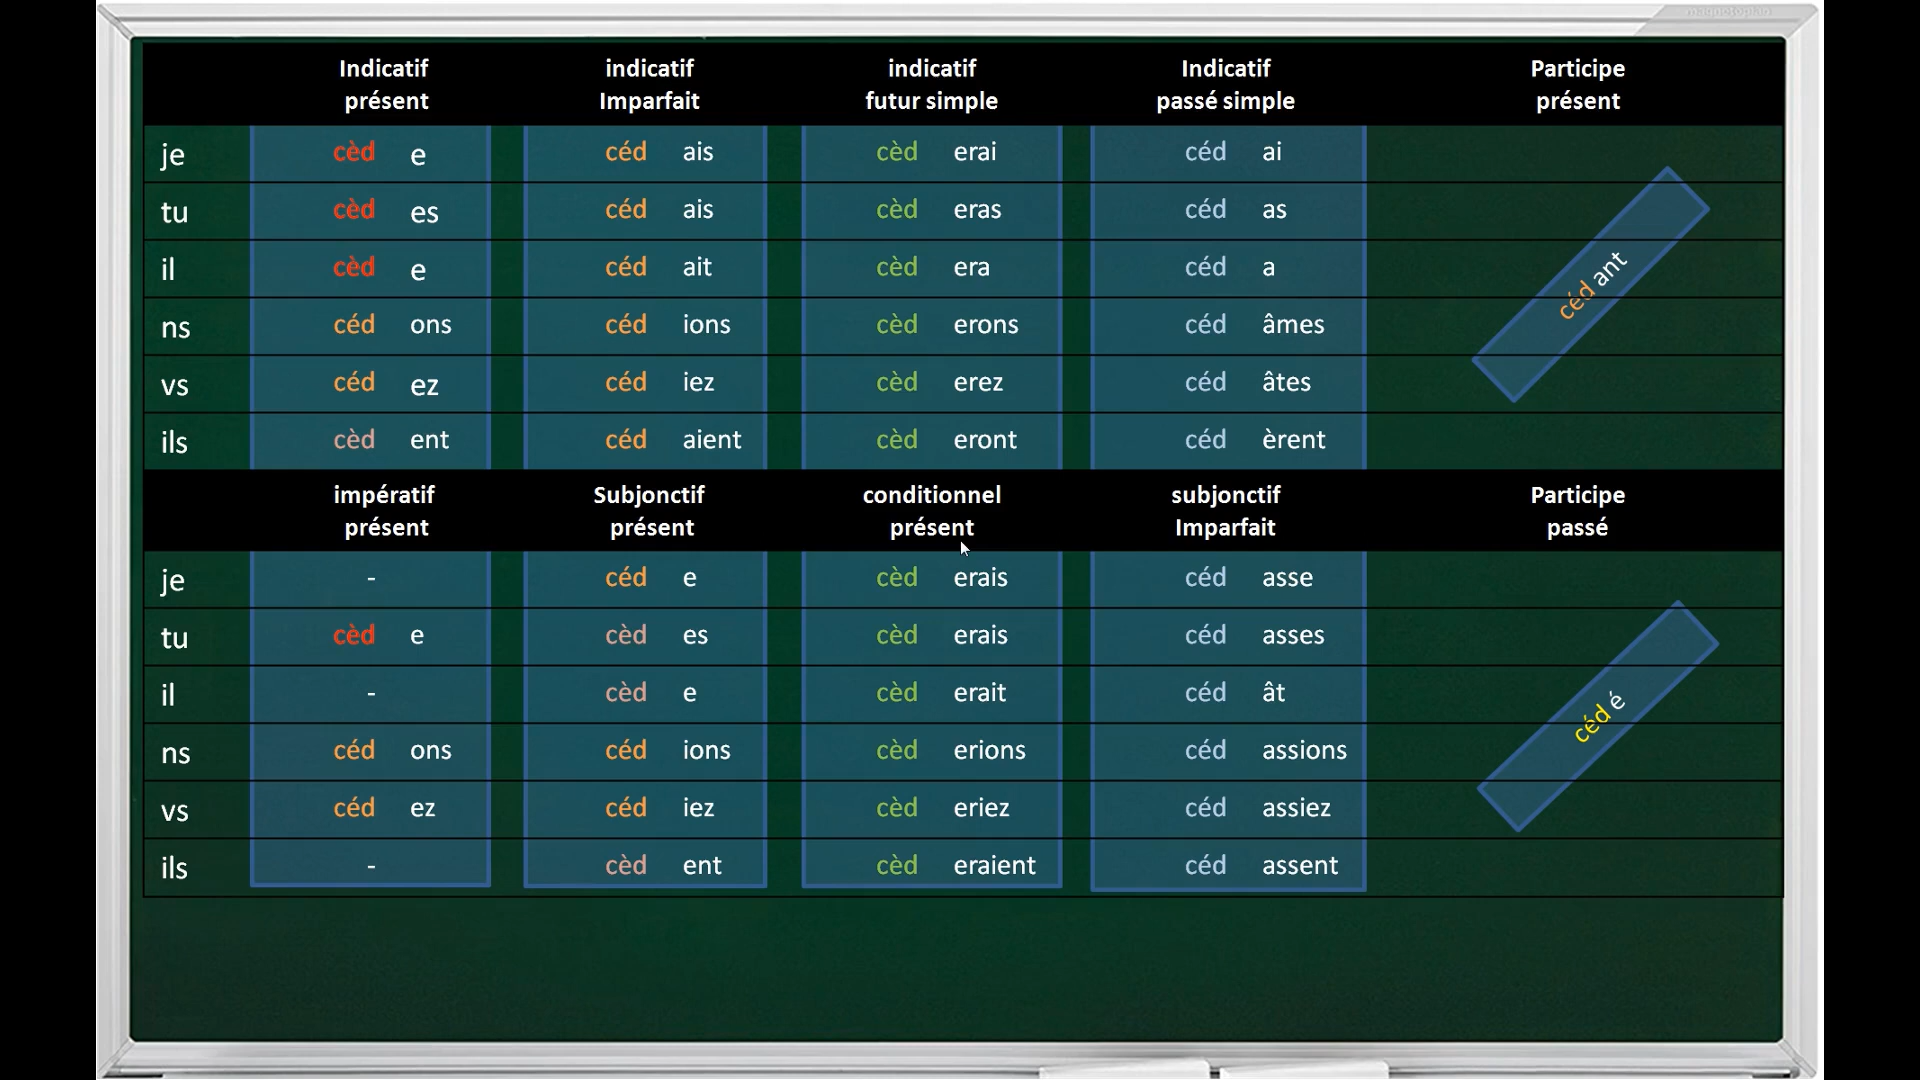 Indicatif présent indicatif Imparfait indicatif futur simple Indicatif passé simple Participe présent
je cèd e céd ais cèd erai céd ai
tu cèd es céd ais cèd eras céd as
il cèd e céd ait cèd era céd a
ns céd ons céd ions cèd erons céd âmes
vs céd ez céd iez cèd erez céd âtes
ils cèd ent céd aient cèd eront céd èrent
céd ant
impératif présent Subjonctif présent conditionnel présent subjonctif Imparfait Participe passé
je - céd e cèd erais céd asse
tu cèd e cèd es cèd erais céd asses
il - cèd e cèd erait céd ât
ns céd ons céd ions cèd erions céd assions
vs céd ez céd iez cèd eriez céd assiez
ils - cèd ent cèd eraient céd assent
céd é